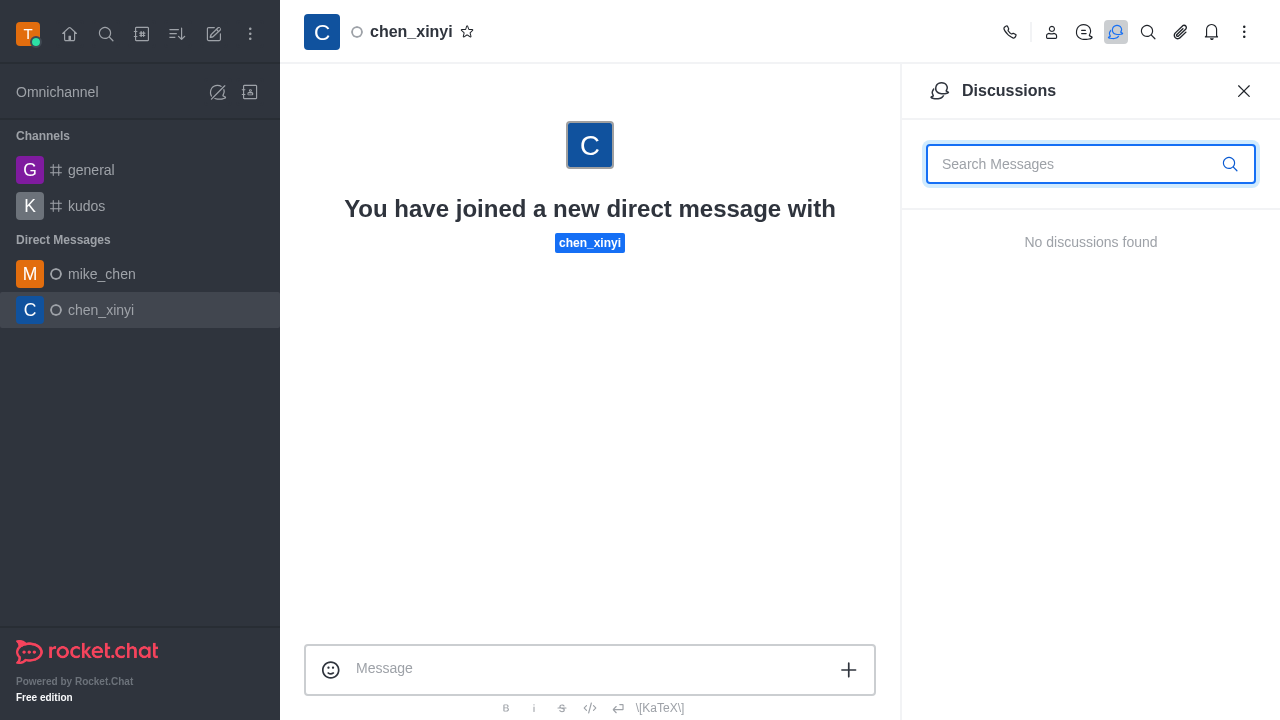 T
Omnichannel
Channels
G general
K kudos
Direct Messages
M mike_chen
C chen_xinyi
rocket.chat
Powered by Rocket.Chat
Free edition
C chen_xinyi
C
You have joined a new direct message with
chen_xinyi
Message
B i S \[KaTeX\]
Discussions
Search Messages
No discussions found